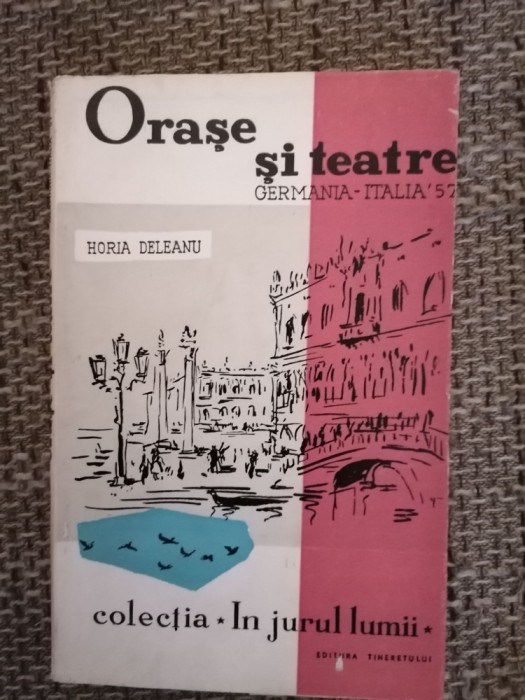 Orașe
și teatre
GERMANIA-ITALIA '57
HORIA DELEANU
colecția * In jurul lumii *
EDITURA TINERETULUI